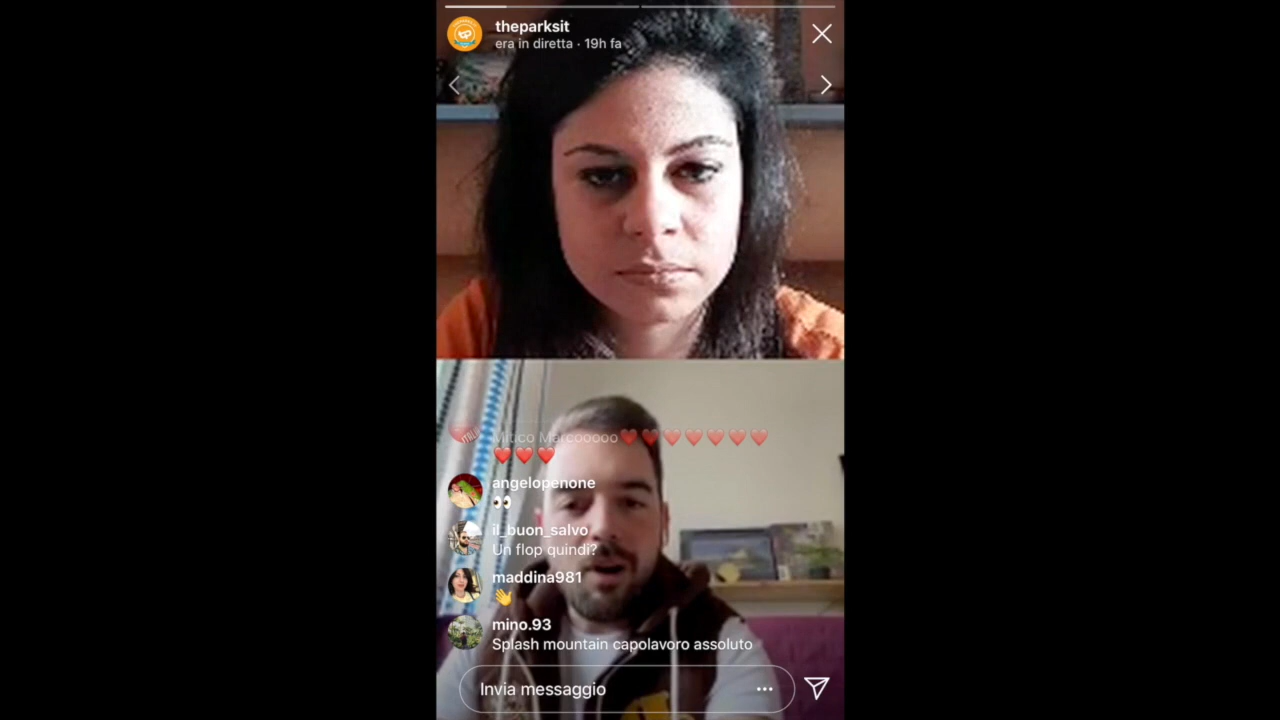 theparksit
era in diretta · 19h fa
Mitico Marcooooo❤️❤️❤️❤️❤️❤️❤️
❤️❤️❤️
angelopenone
👀
il_buon_salvo
Un flop quindi?
maddina981
👋
mino.93
Splash mountain capolavoro assoluto
Invia messaggio